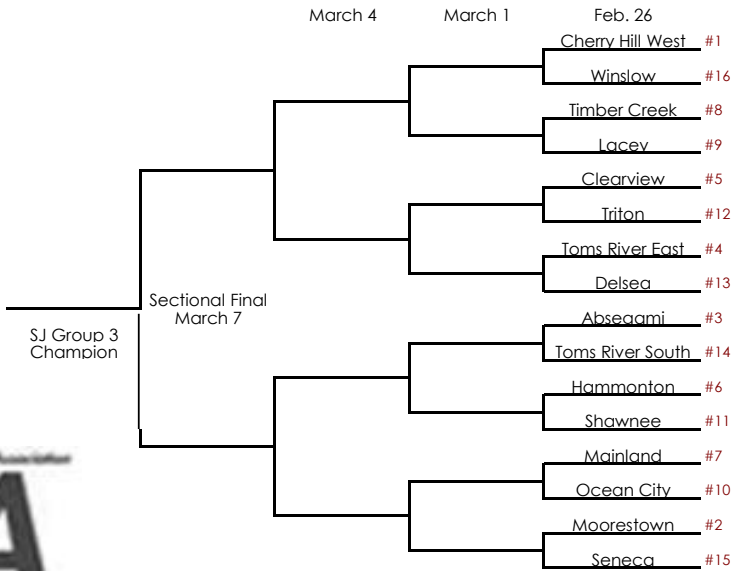 March 4 March 1 Feb. 26
Cherry Hill West #1
Winslow #16
Timber Creek #8
Lacey #9
Clearview #5
Triton #12
Toms River East #4
Delsea #13
Sectional Final
March 7
SJ Group 3
Champion
Absegami #3
Toms River South #14
Hammonton #6
Shawnee #11
Mainland #7
Ocean City #10
Moorestown #2
Seneca #15
A